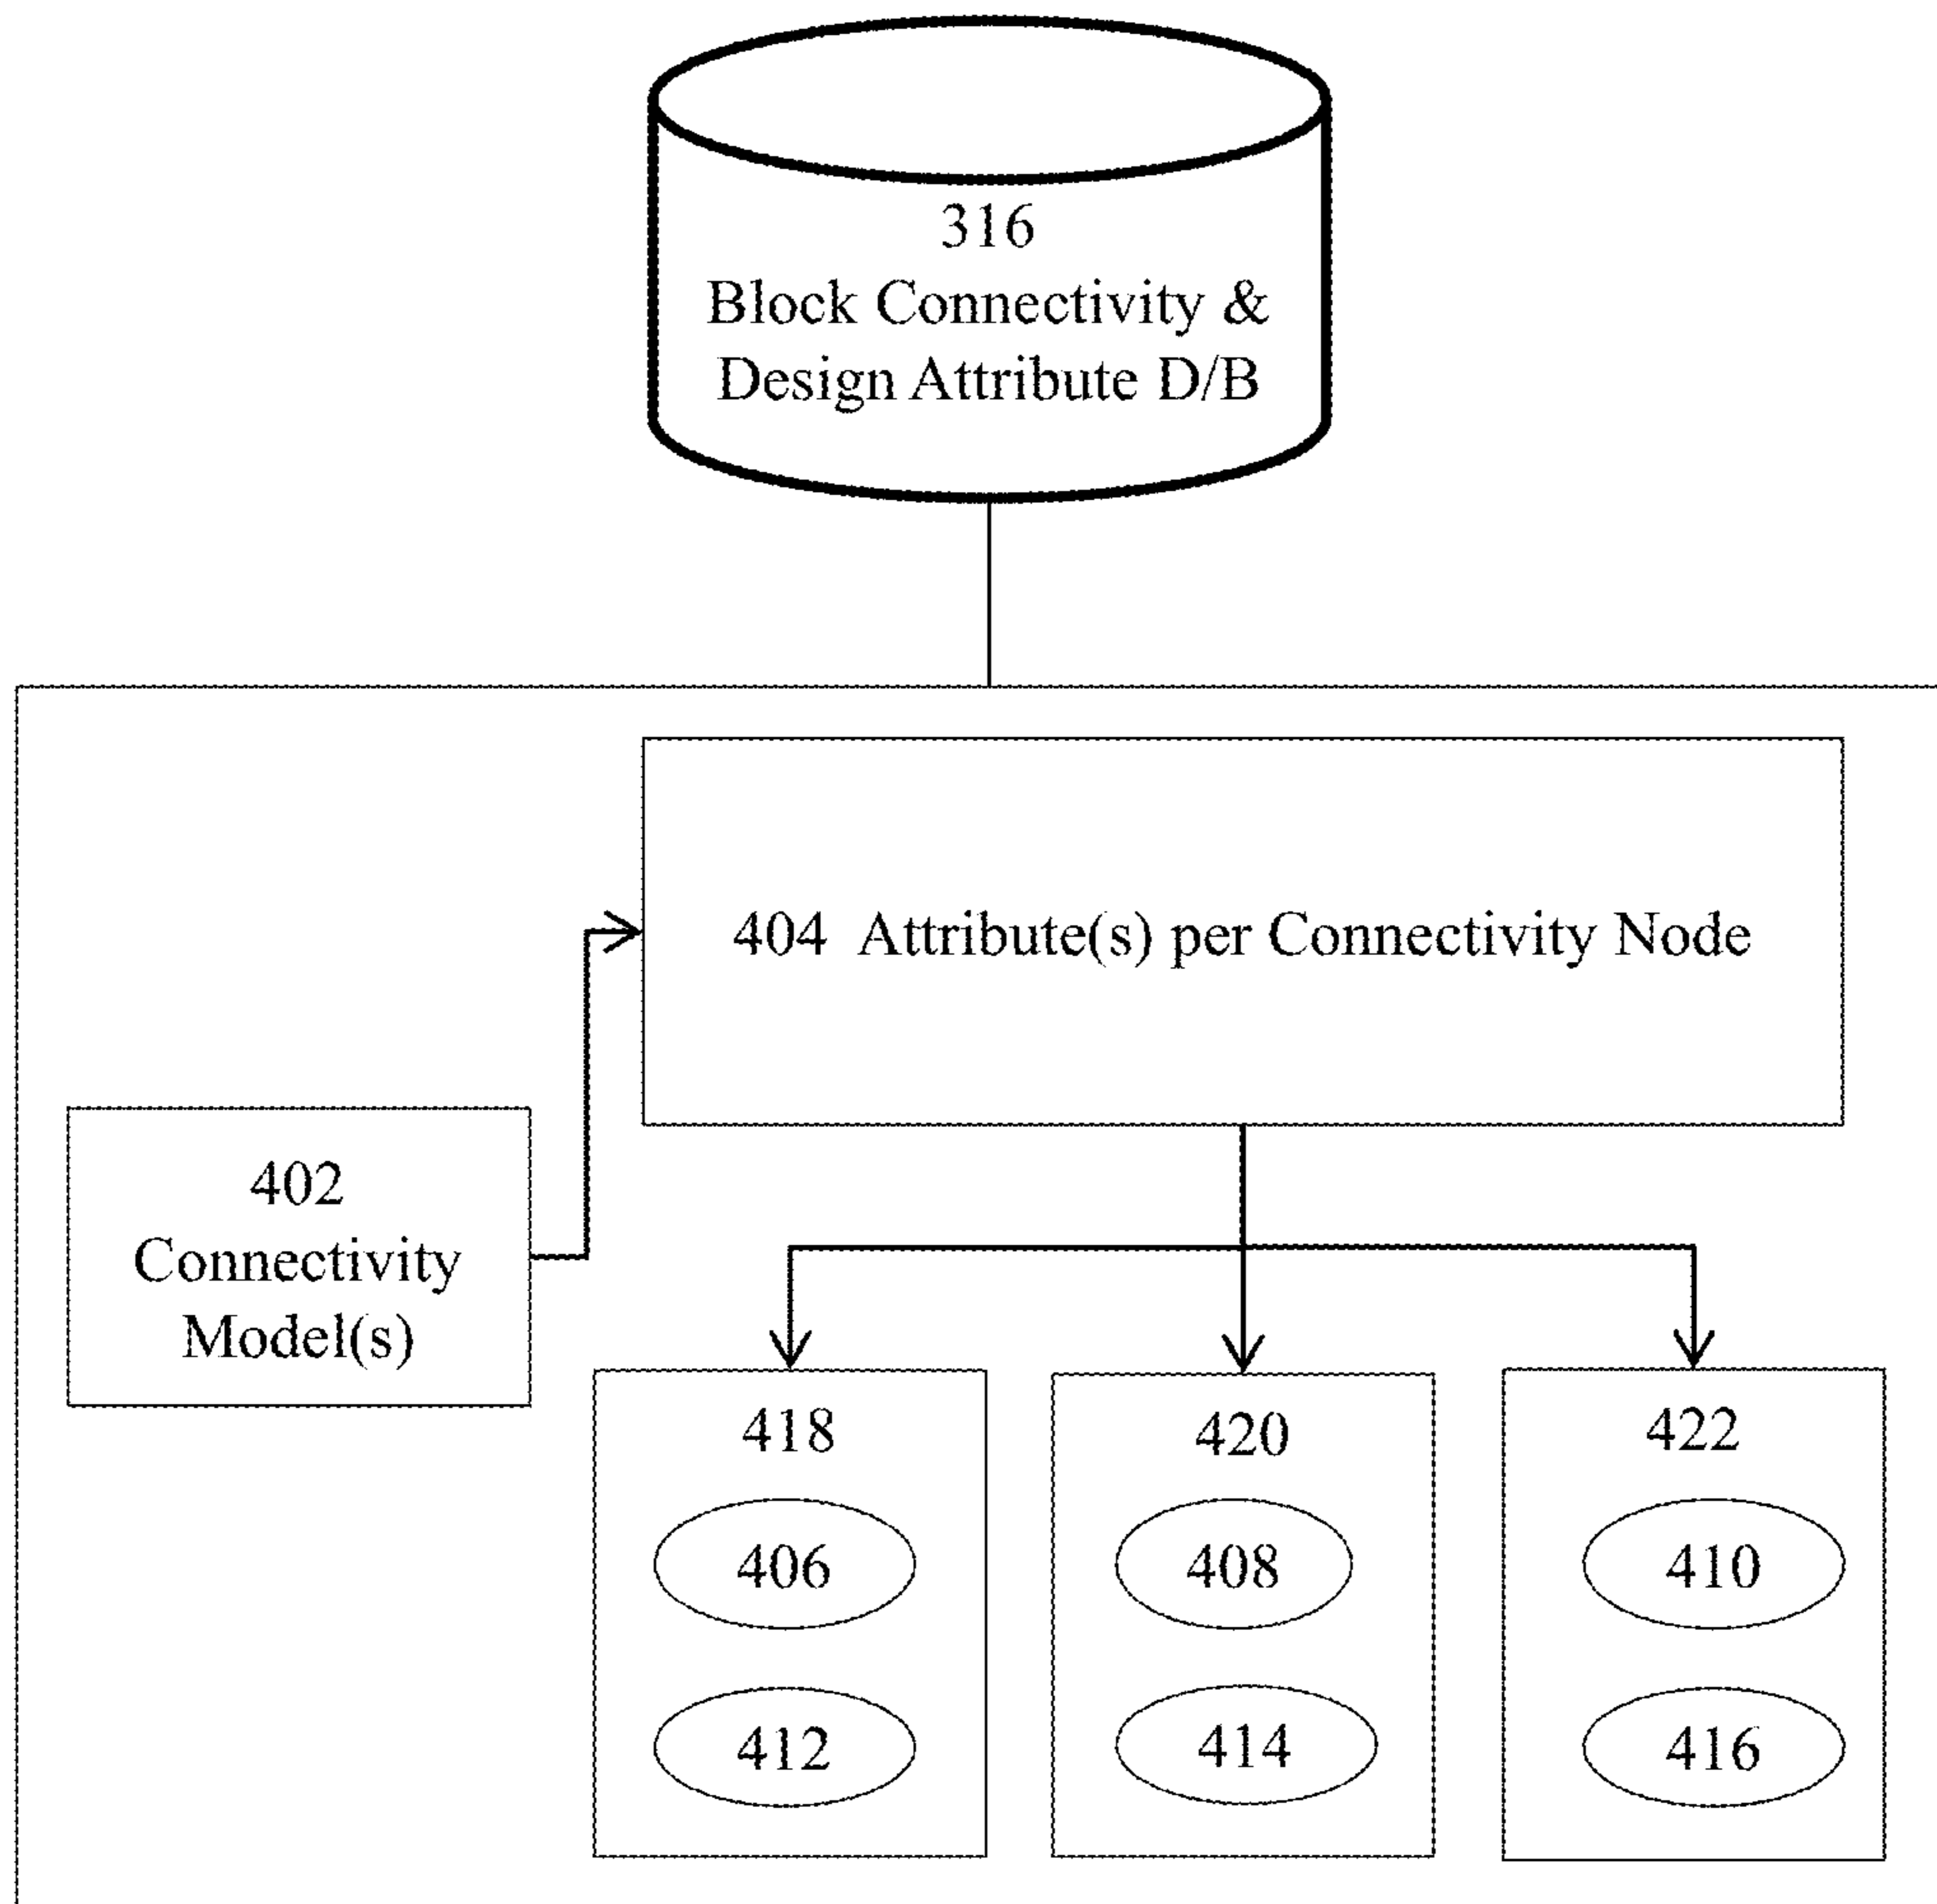 316
Block Connectivity &
Design Attribute D/B
404 Attribute(s) per Connectivity Node
402
Connectivity
Model(s)
418
420
422
406
408
410
412
414
416